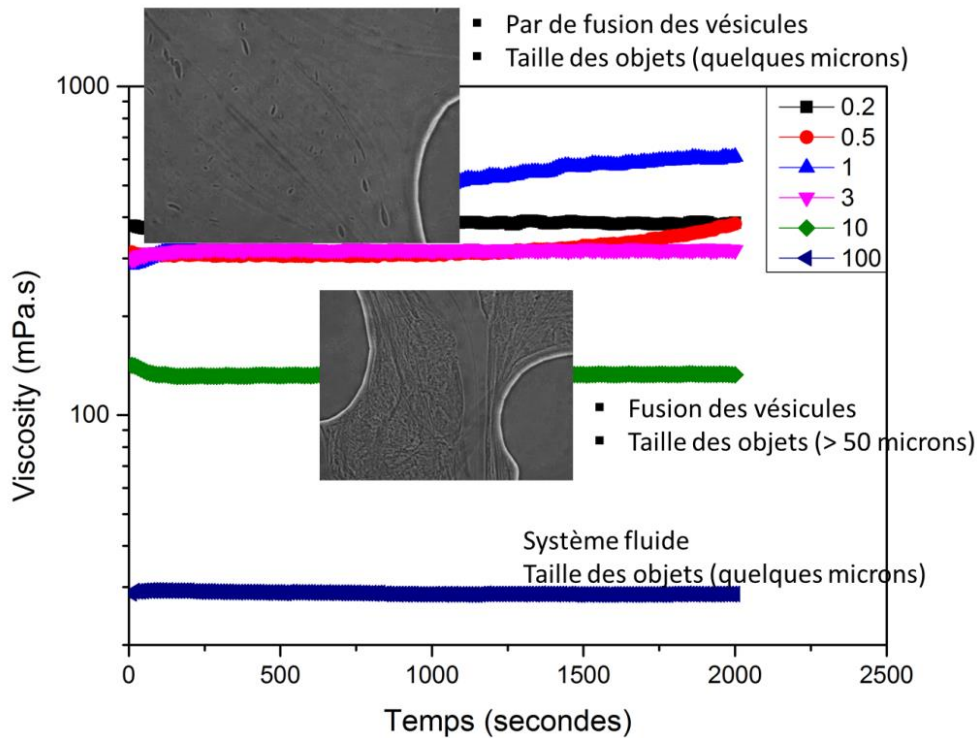 Par de fusion des vésicules
Taille des objets (quelques microns)
1000
0.2
0.5
1
3
10
100
Viscosity (mPa.s)
100
Fusion des vésicules
Taille des objets (> 50 microns)
Système fluide
Taille des objets (quelques microns)
0
500
1000
1500
2000
2500
Temps (secondes)